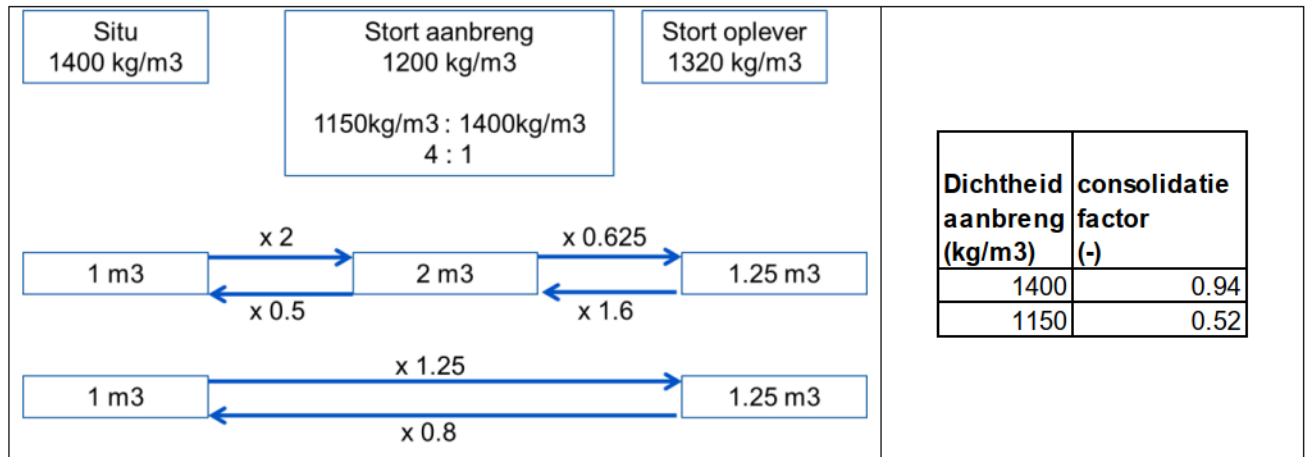 Situ
1400 kg/m3
Stort aanbreng
1200 kg/m3
1150kg/m3 : 1400kg/m3
4 : 1
Stort oplever
1320 kg/m3
x 2
x 0.625
1 m3
2 m3
1.25 m3
x 0.5
x 1.6
x 1.25
1 m3
1.25 m3
x 0.8
Dichtheid consolidatie
aanbreng factor
(kg/m3) (-)
1400 0.94
1150 0.52